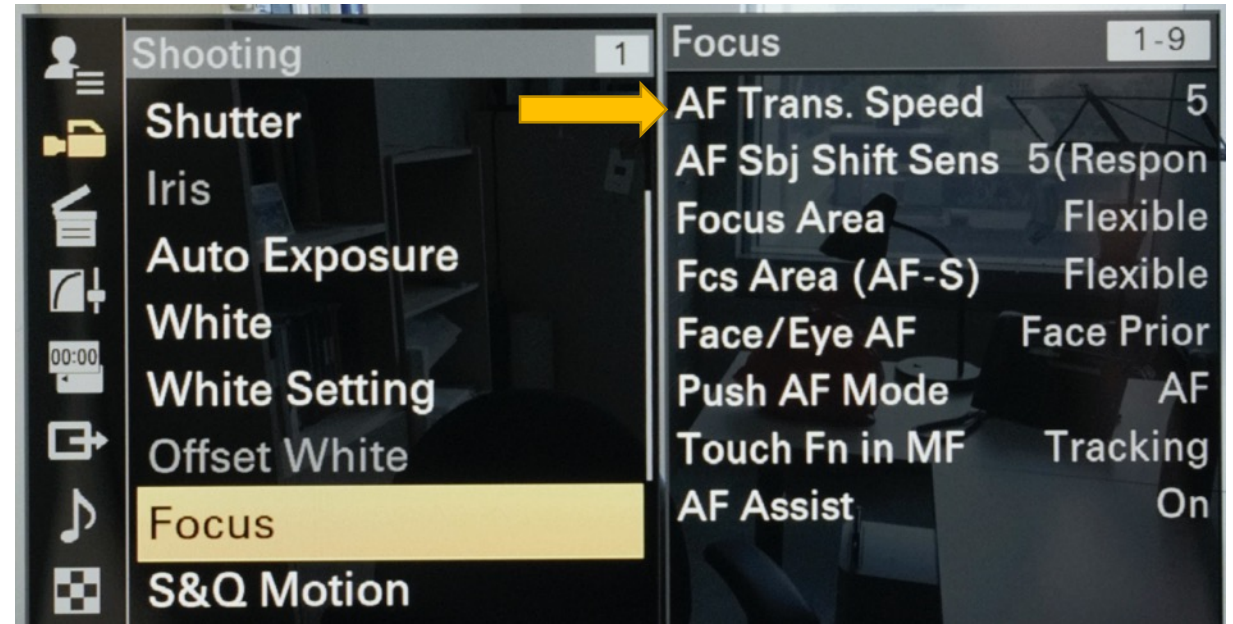 Shooting 1
Shutter
Iris
Auto Exposure
White
White Setting
Offset White
Focus
S&Q Motion
00:00
Focus 1-9
AF Trans. Speed 5
AF Sbj Shift Sens 5(Respon
Focus Area Flexible
Fcs Area (AF-S) Flexible
Face/Eye AF Face Prior
Push AF Mode AF
Touch Fn in MF Tracking
AF Assist On